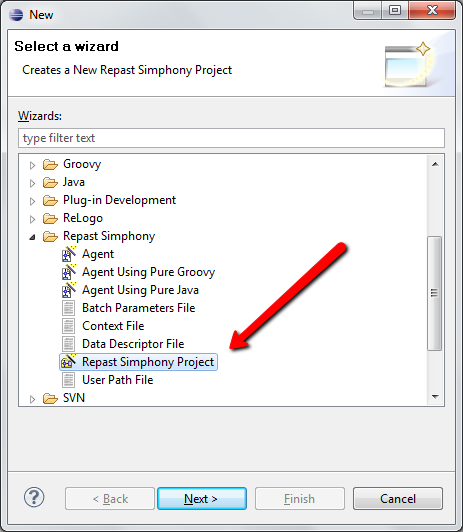 New
Select a wizard
Creates a New Repast Simphony Project
Wizards:
type filter text
Groovy
Java
Plug-in Development
ReLogo
Repast Simphony
Agent
Agent Using Pure Groovy
Agent Using Pure Java
Batch Parameters File
Context File
Data Descriptor File
Repast Simphony Project
User Path File
SVN
? < Back Next > Finish Cancel